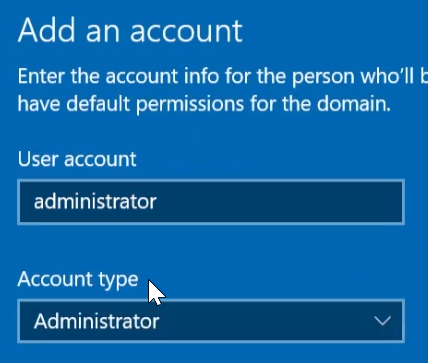 Add an account
Enter the account info for the person who'll
have default permissions for the domain.
User account
administrator
Account type
Administrator